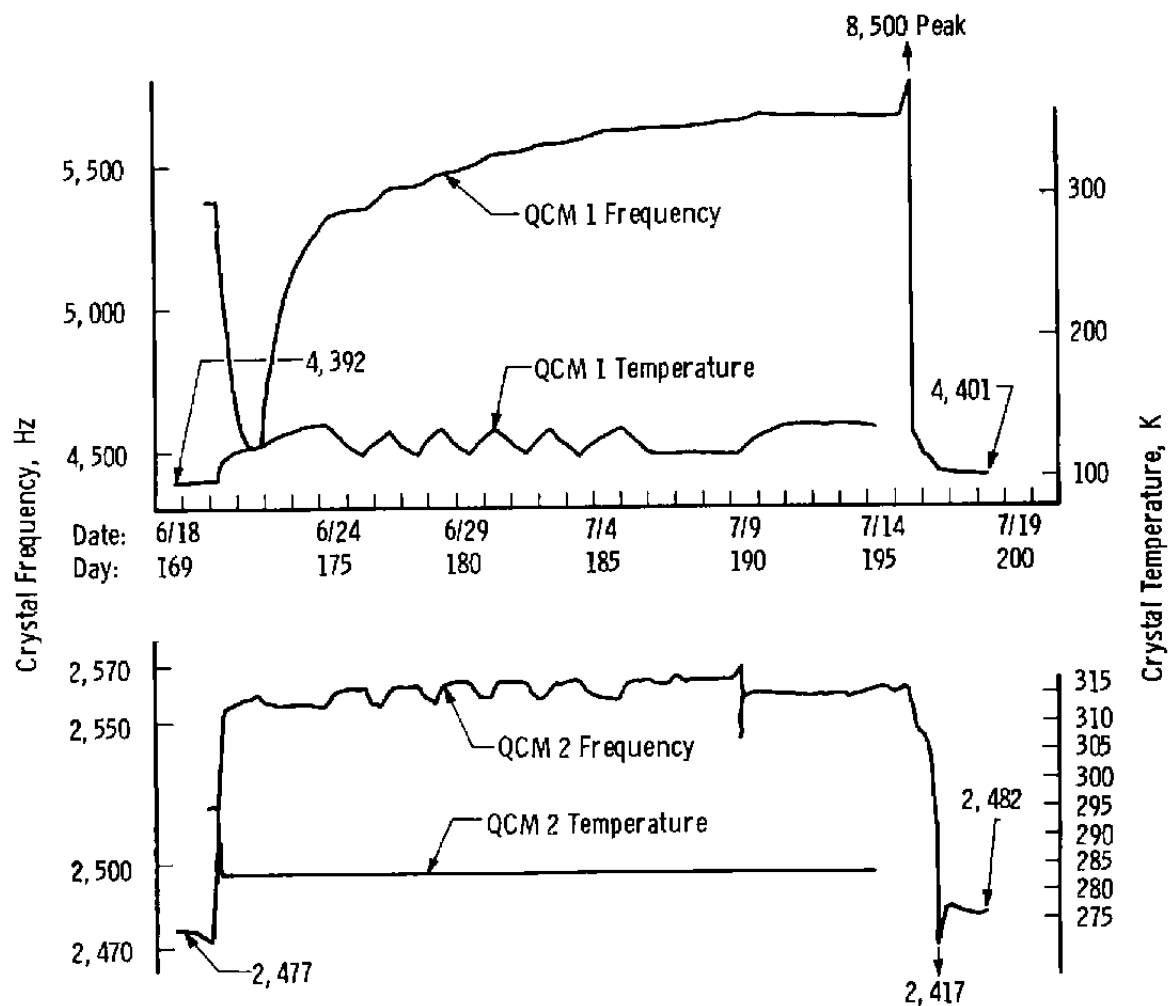 8,500 Peak
5,500
5,000
4,500
300
200
100
QCM 1 Frequency
4,392
QCM 1 Temperature
4,401
Date: 6/18 6/24 6/29 7/4 7/9 7/14 7/19
Day: 169 175 180 185 190 195 200
Crystal Frequency, Hz
Crystal Temperature, K
2,570
2,550
2,500
2,470
315
310
305
300
295
290
285
280
275
QCM 2 Frequency
QCM 2 Temperature
2,482
2,477
2,417